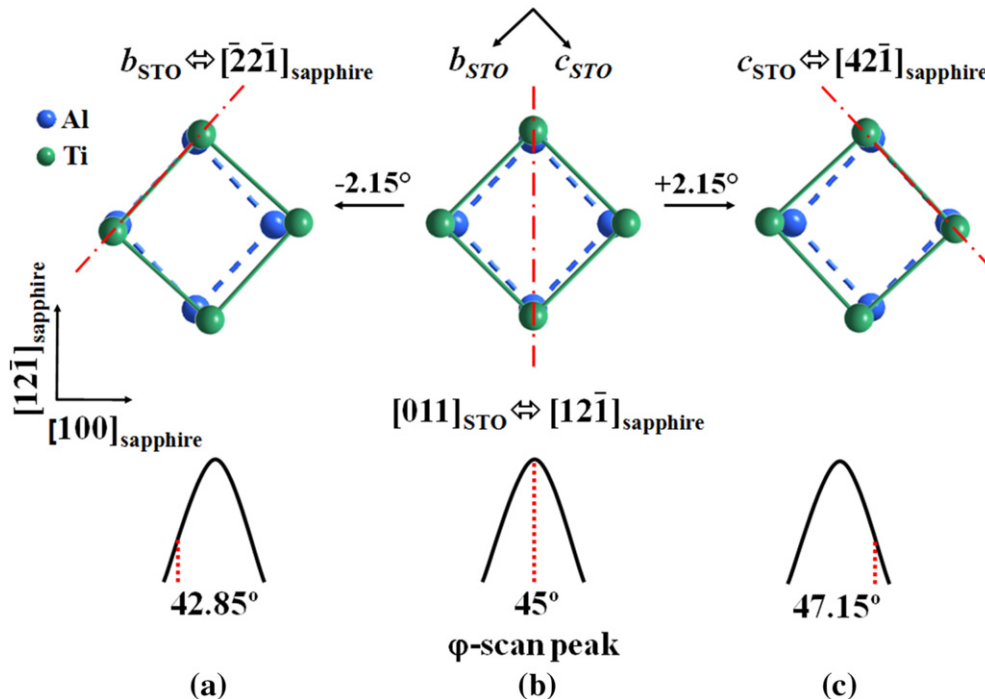 b_STO ⇔ [2̄21̄]_sapphire
b_STO c_STO
c_STO ⇔ [421̄]_sapphire
Al
Ti
-2.15°
+2.15°
[121̄]_sapphire
[100]_sapphire
[011]_STO ⇔ [121̄]_sapphire
42.85°
45°
47.15°
φ-scan peak
(a)
(b)
(c)